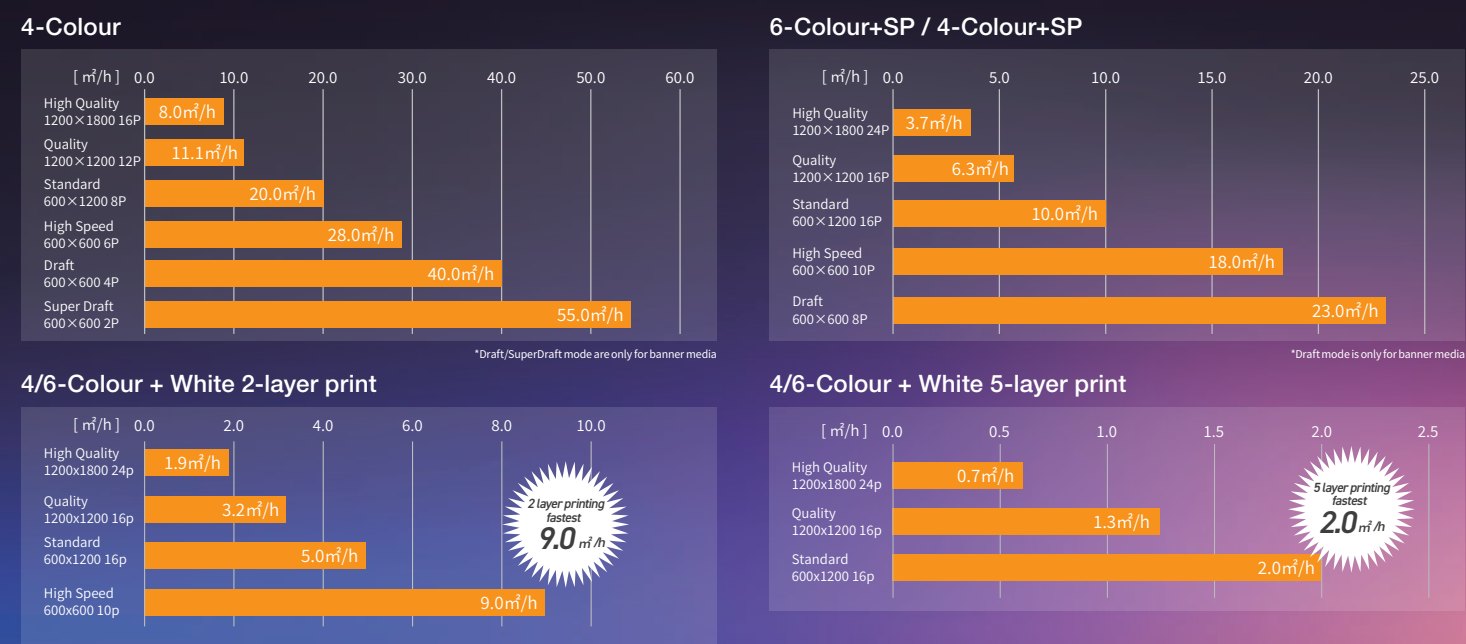 4-Colour
[ ㎡/h ] 0.0 10.0 20.0 30.0 40.0 50.0 60.0
High Quality
1200×1800 16P 8.0㎡/h
Quality
1200×1200 12P 11.1㎡/h
Standard
600×1200 8P 20.0㎡/h
High Speed
600×600 6P 28.0㎡/h
Draft
600×600 4P 40.0㎡/h
Super Draft
600×600 2P 55.0㎡/h
*Draft/SuperDraft mode are only for banner media
6-Colour+SP / 4-Colour+SP
[ ㎡/h ] 0.0 5.0 10.0 15.0 20.0 25.0
High Quality
1200×1800 24P 3.7㎡/h
Quality
1200×1200 16P 6.3㎡/h
Standard
600×1200 16P 10.0㎡/h
High Speed
600×600 10P 18.0㎡/h
Draft
600×600 8P 23.0㎡/h
*Draft mode is only for banner media
4/6-Colour + White 2-layer print
[ ㎡/h ] 0.0 2.0 4.0 6.0 8.0 10.0
High Quality
1200x1800 24p 1.9㎡/h
Quality
1200x1200 16p 3.2㎡/h
Standard
600x1200 16p 5.0㎡/h
High Speed
600x600 10p 9.0㎡/h
2 layer printing
fastest
9.0 ㎡/h
4/6-Colour + White 5-layer print
[ ㎡/h ] 0.0 0.5 1.0 1.5 2.0 2.5
High Quality
1200x1800 24p 0.7㎡/h
Quality
1200x1200 16p 1.3㎡/h
Standard
600x1200 16p 2.0㎡/h
5 layer printing
fastest
2.0 ㎡/h